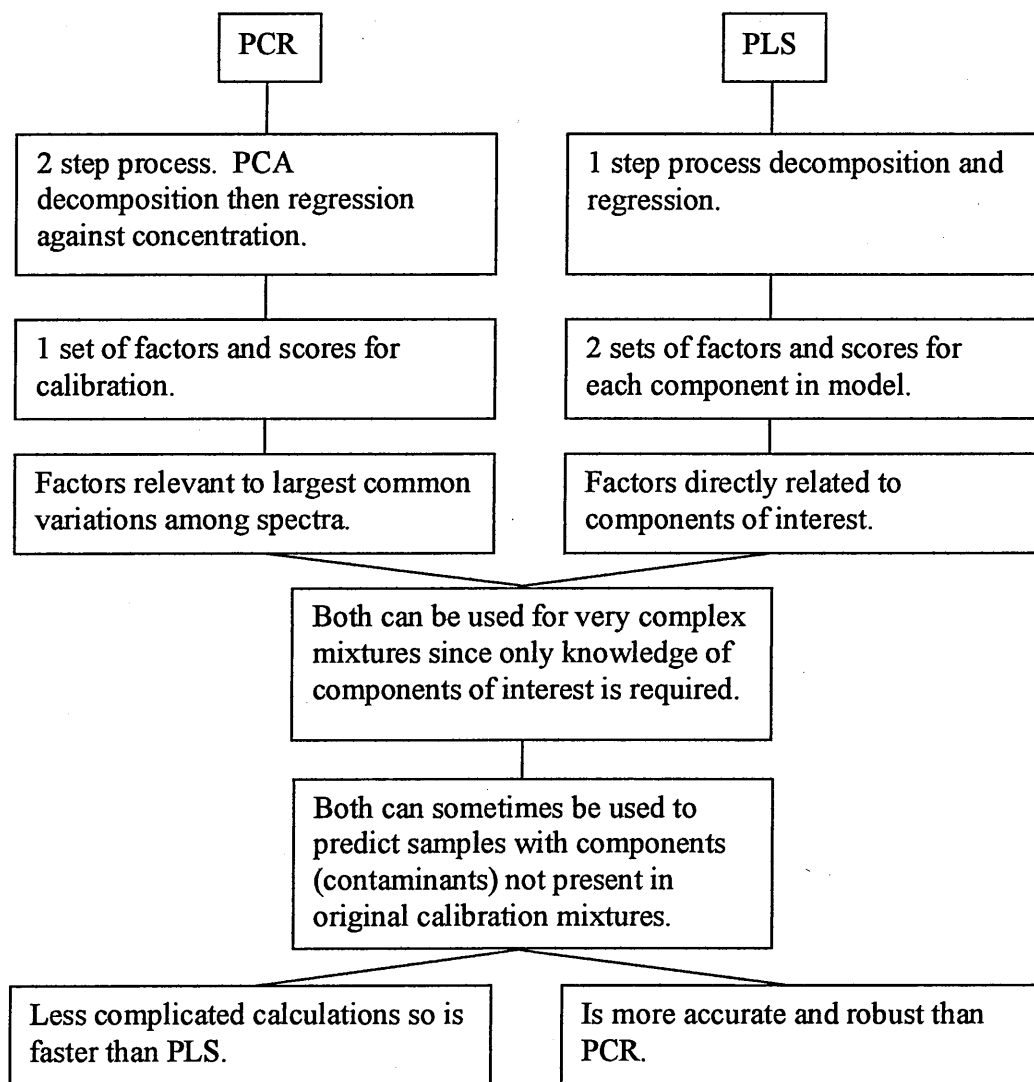 PCR
PLS
2 step process. PCA
decomposition then regression
against concentration.
1 step process decomposition and
regression.
1 set of factors and scores for
calibration.
2 sets of factors and scores for
each component in model.
Factors relevant to largest common
variations among spectra.
Factors directly related to
components of interest.
Both can be used for very complex
mixtures since only knowledge of
components of interest is required.
Both can sometimes be used to
predict samples with components
(contaminants) not present in
original calibration mixtures.
Less complicated calculations so is
faster than PLS.
Is more accurate and robust than
PCR.